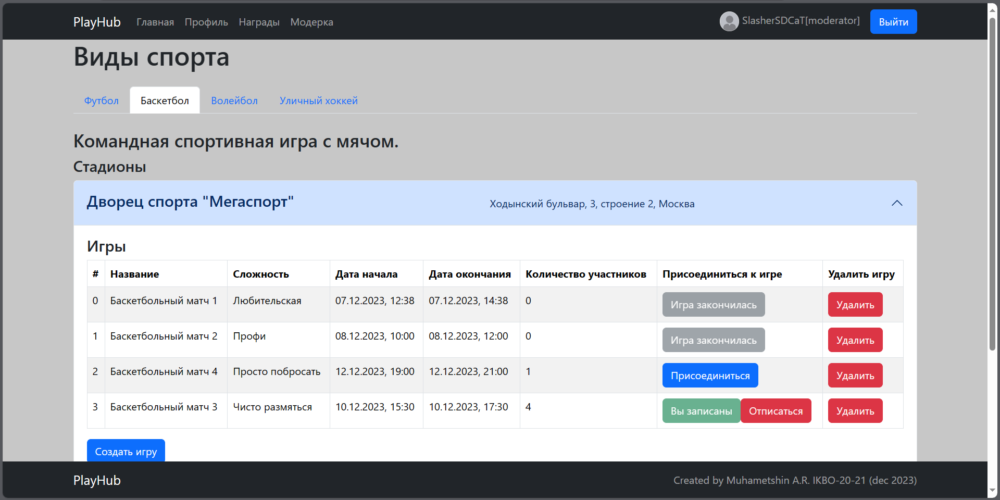 PlayHub Главная Профиль Награды Модерка SlasherSDCaT[moderator] Выйти
Виды спорта
Футбол Баскетбол Волейбол Уличный хоккей
Командная спортивная игра с мячом.
Стадионы
Дворец спорта "Мегаспорт" Ходынский бульвар, 3, строение 2, Москва
Игры
# Название Сложность Дата начала Дата окончания Количество участников Присоединиться к игре Удалить игру
0 Баскетбольный матч 1 Любительская 07.12.2023, 12:38 07.12.2023, 14:38 0 Игра закончилась Удалить
1 Баскетбольный матч 2 Профи 08.12.2023, 10:00 08.12.2023, 12:00 0 Игра закончилась Удалить
2 Баскетбольный матч 4 Просто побросать 12.12.2023, 19:00 12.12.2023, 21:00 1 Присоединиться Удалить
3 Баскетбольный матч 3 Чисто размяться 10.12.2023, 15:30 10.12.2023, 17:30 4 Вы записаны Отписаться Удалить
Создать игру
PlayHub Created by Muhametshin A.R. IKBO-20-21 (dec 2023)